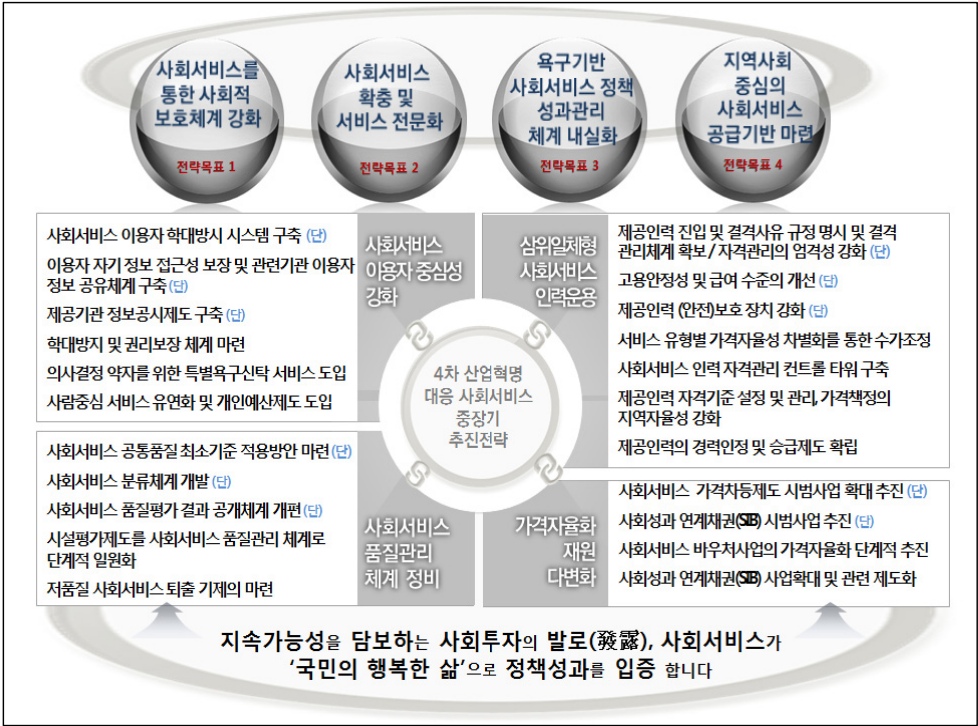 사회서비스를
통한 사회적
보호체계 강화
전략목표 1
사회서비스
확충 및
서비스 전문화
전략목표 2
욕구기반
사회서비스 정책
성과관리
체계 내실화
전략목표 3
지역사회
중심의
사회서비스
공급기반 마련
전략목표 4
사회서비스 이용자 학대방시 시스템 구축 (단)
이용자 자기 정보 접근성 보장 및 관련기관 이용자
정보 공유체계 구축(단)
제공기관 정보공시제도 구축 (단)
학대방지 및 권리보장 체계 마련
의사결정 약자를 위한 특별욕구신탁 서비스 도입
사람중심 서비스 유연화 및 개인예산제도 도입
사회서비스
이용자 중심성
강화
삼위일체형
사회서비스
인력운용
제공인력 진입 및 결격사유 규정 명시 및 결격
관리체계 확보 / 자격관리의 엄격성 강화 (단)
고용안정성 및 급여 수준의 개선 (단)
제공인력 (안전)보호 장치 강화 (단)
서비스 유형별 가격자율성 차별화를 통한 수가조정
사회서비스 인력 자격관리 컨트롤 타워 구축
제공인력 자격기준 설정 및 관리, 가격책정의
지역자율성 강화
제공인력의 경력인정 및 승급제도 확립
4차 산업혁명
대응 사회서비스
중장기
추진전략
사회서비스 공통품질 최소기준 적용방안 마련(단)
사회서비스 분류체계 개발 (단)
사회서비스 품질평가 결과 공개체계 개편 (단)
시설평가제도를 사회서비스 품질관리 체계로
단계적 일원화
저품질 사회서비스 퇴출 기제의 마련
사회서비스
품질관리
체계 정비
가격자율화
재원
다변화
사회서비스 가격차등제도 시범사업 확대 추진 (단)
사회성과 연계채권(SIB) 시범사업 추진 (단)
사회서비스 바우처사업의 가격자율화 단계적 추진
사회성과 연계채권(SIB) 사업확대 및 관련 제도화
지속가능성을 담보하는 사회투자의 발로(發露), 사회서비스가
'국민의 행복한 삶'으로 정책성과를 입증 합니다